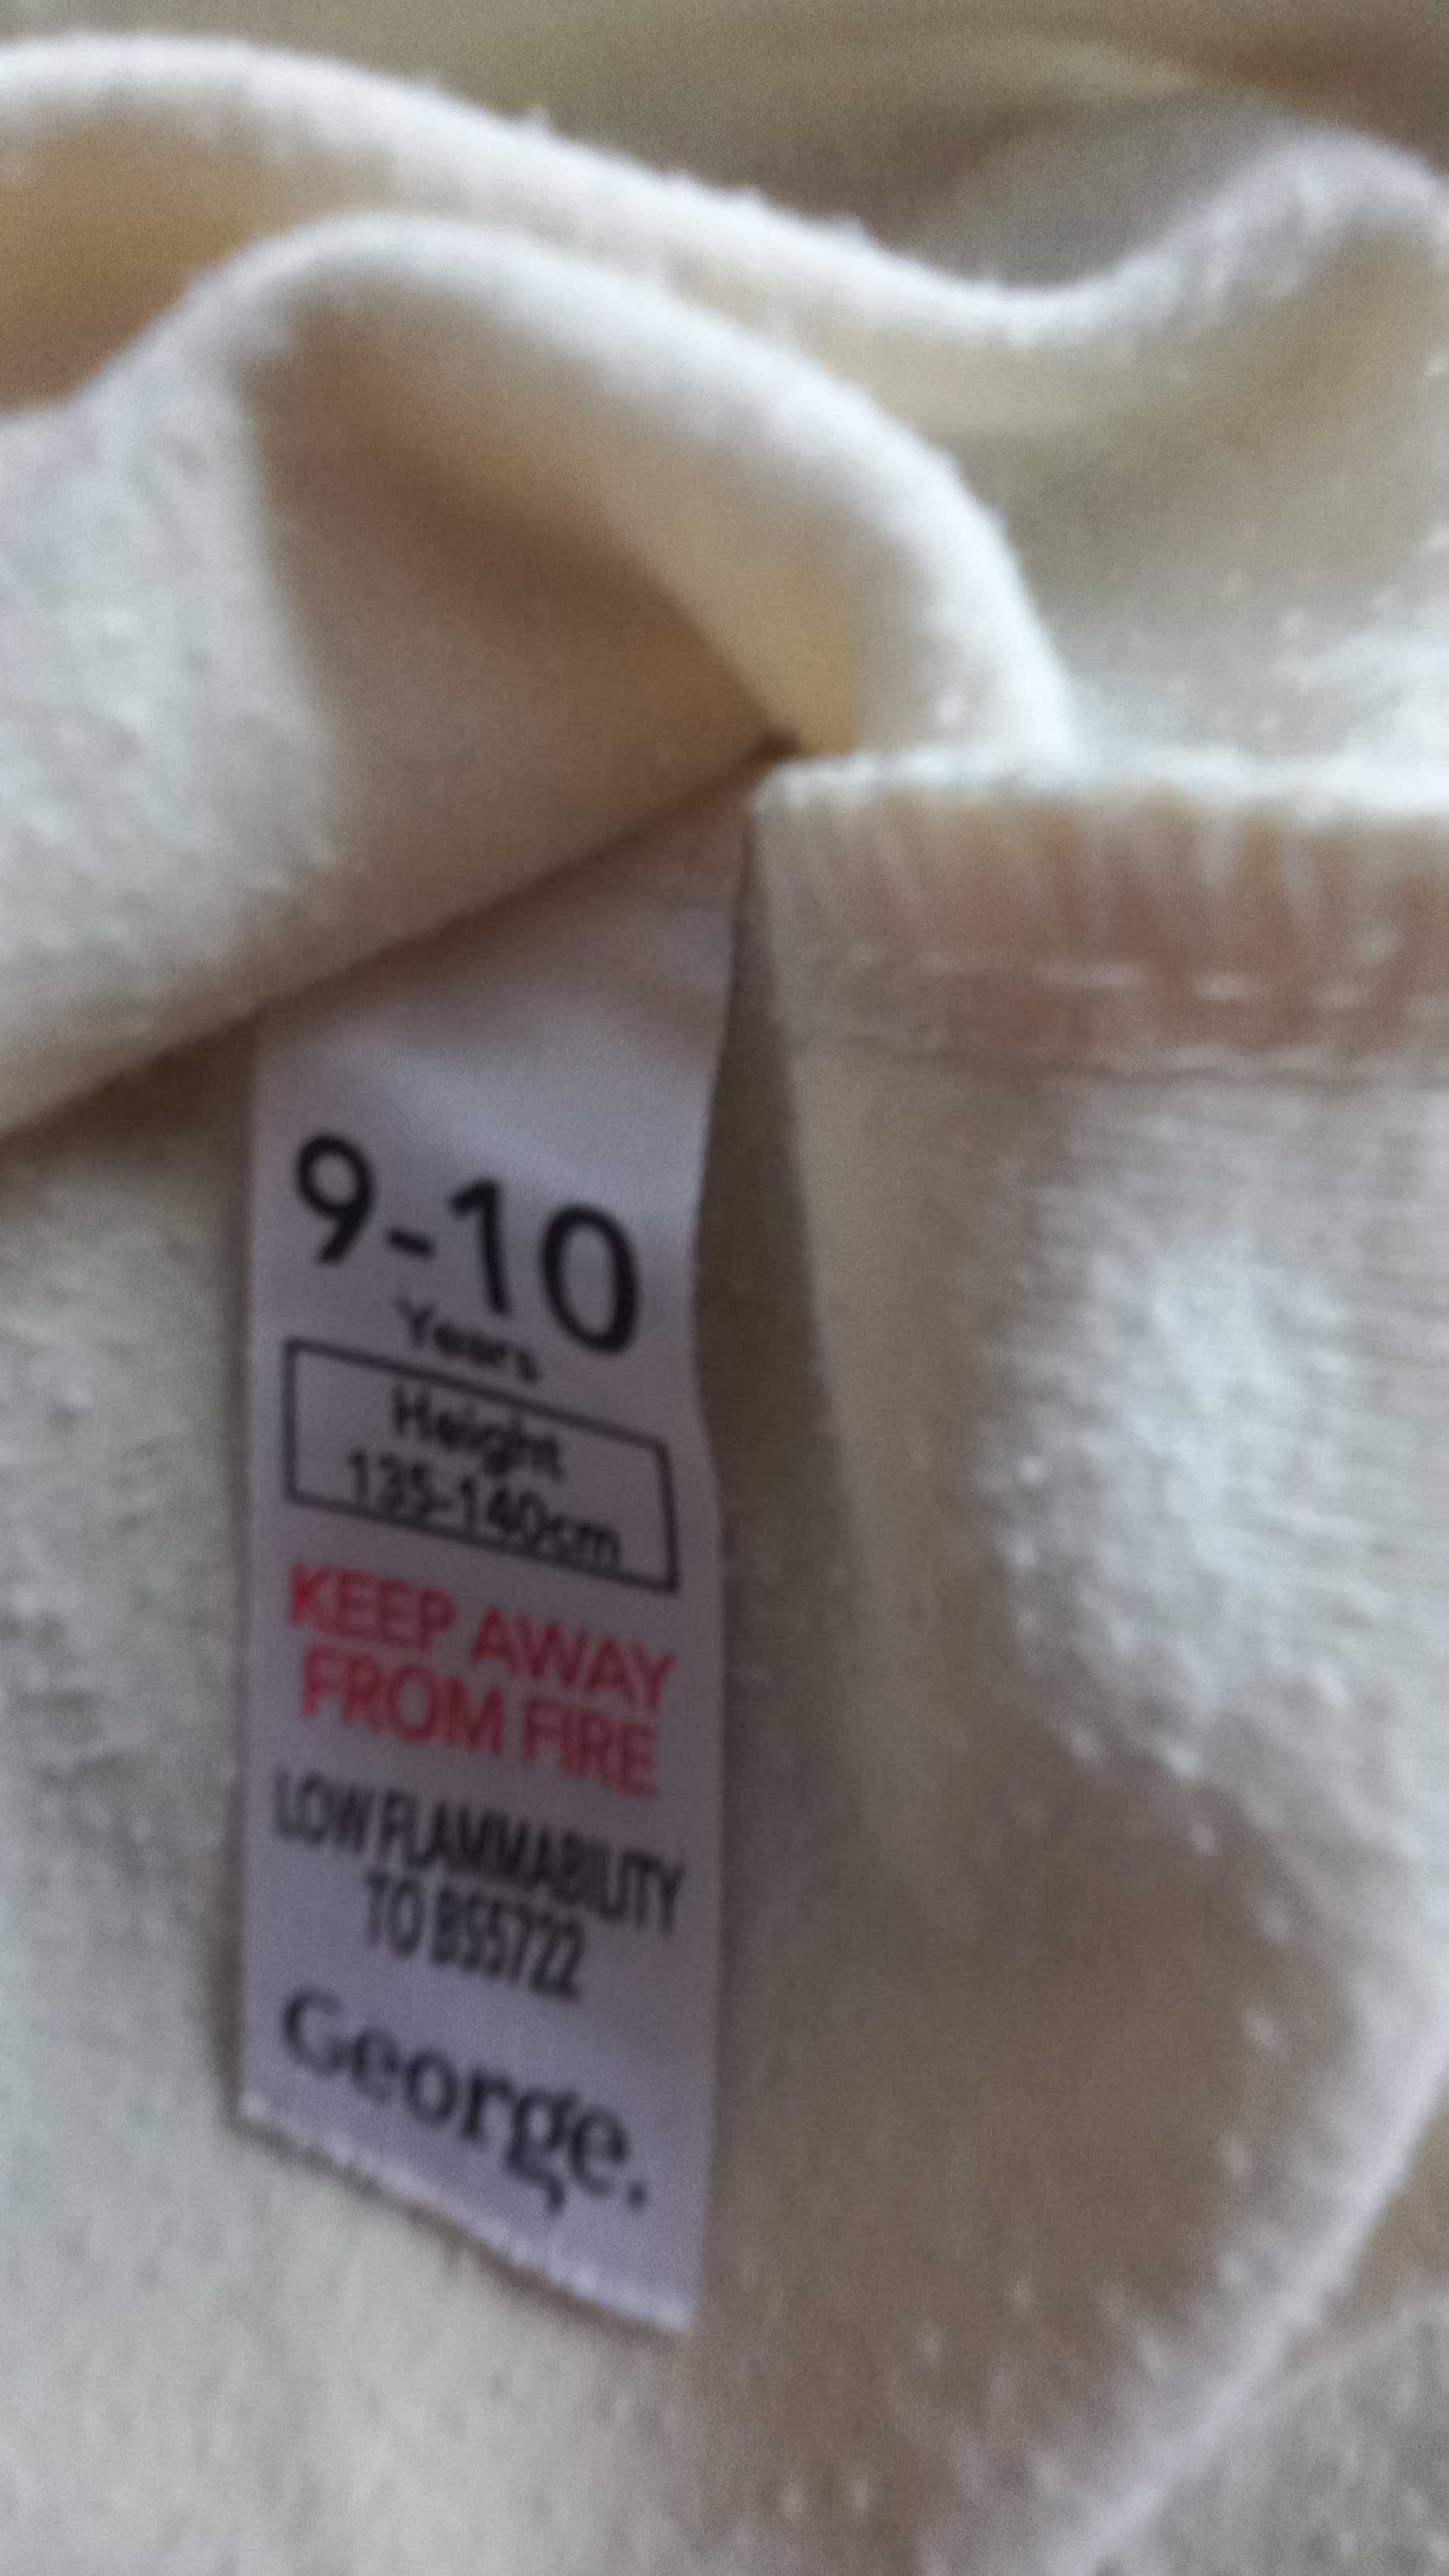 9-10
Years
Height
135-140cm
KEEP AWAY
FROM FIRE
LOW FLAMMABILITY
TO BS5722
George.